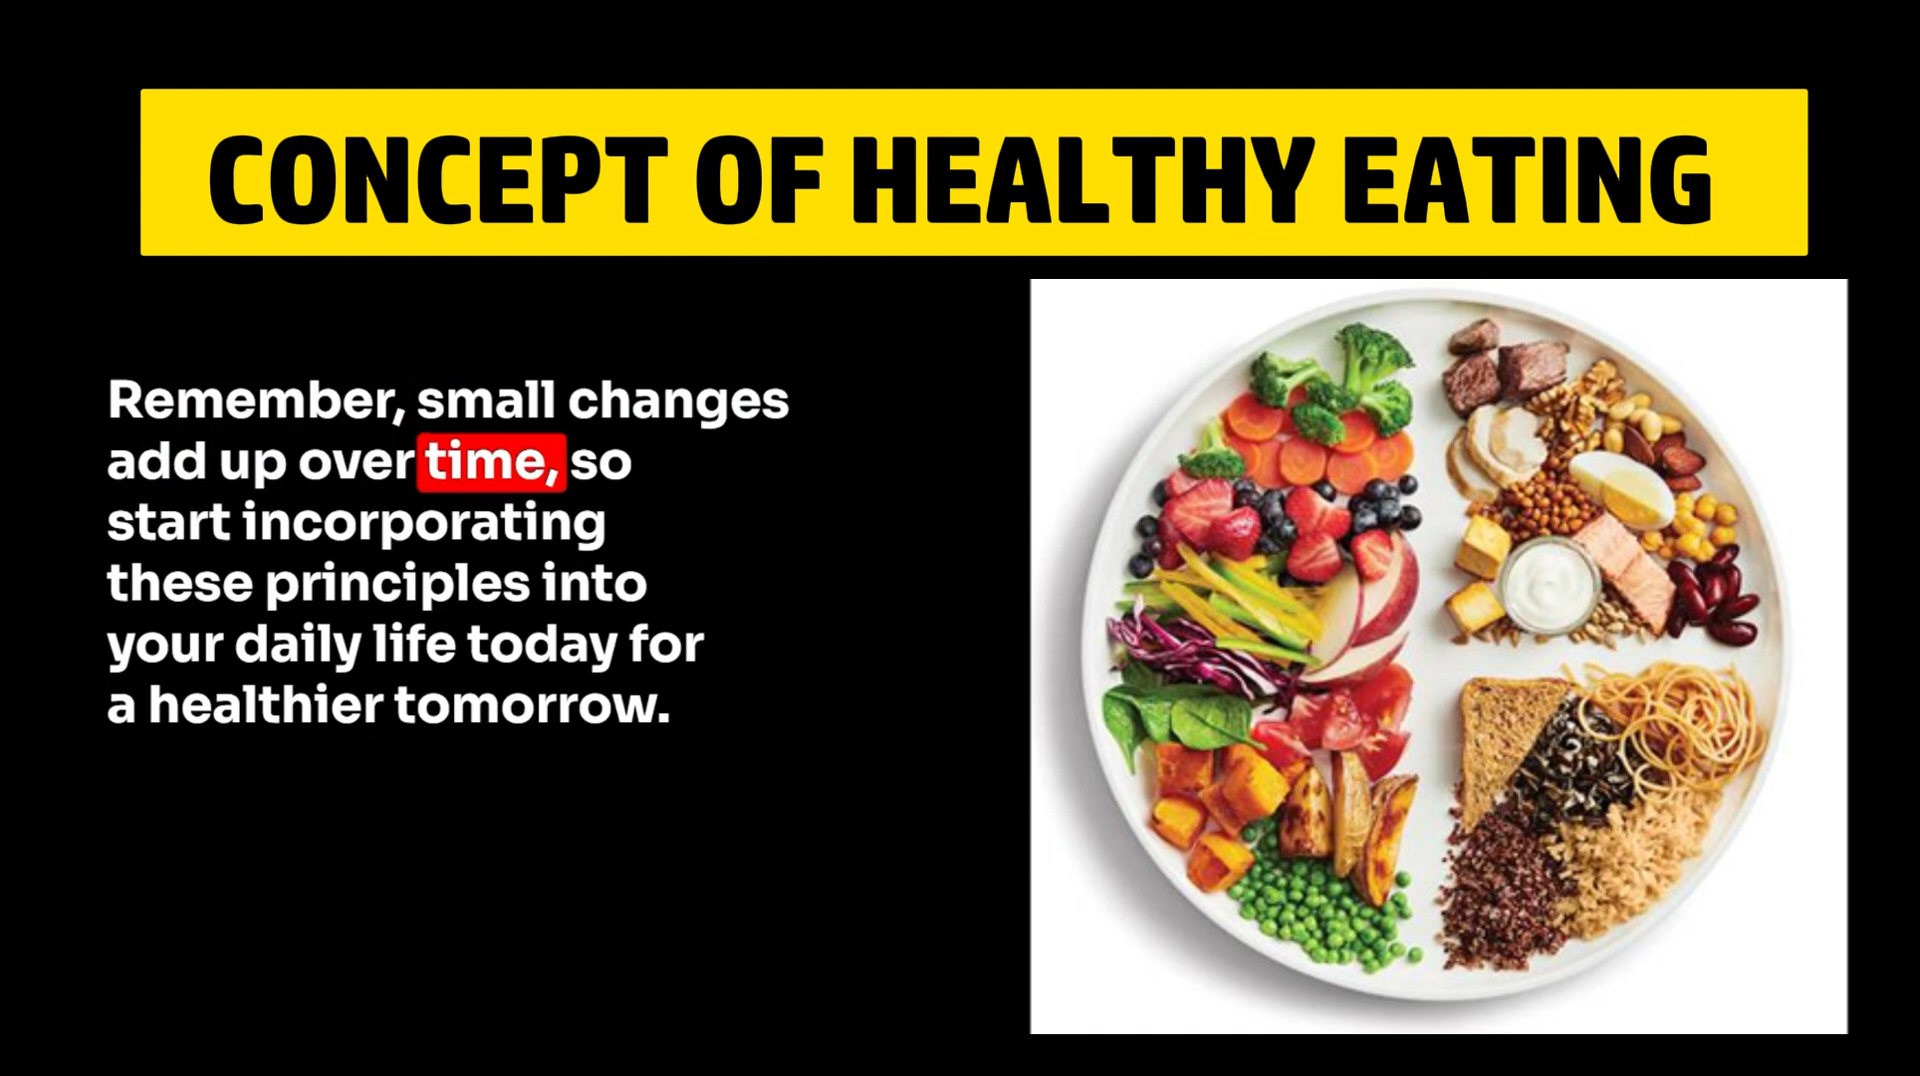 CONCEPT OF HEALTHY EATING
Remember, small changes
add up over time, so
start incorporating
these principles into
your daily life today for
a healthier tomorrow.